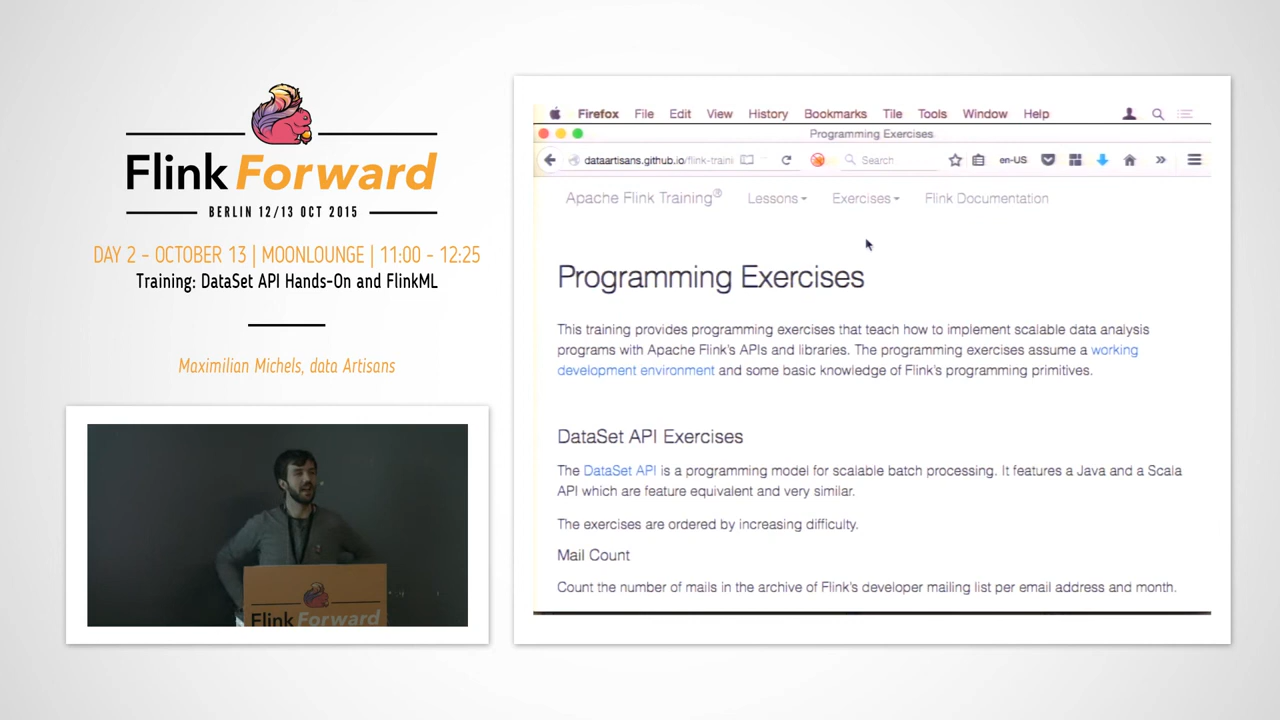 Flink Forward
BERLIN 12/13 OCT 2015
DAY 2 - OCTOBER 13 | MOONLOUNGE | 11:00 - 12:25
Training: DataSet API Hands-On and FlinkML
Maximilian Michels, data Artisans
Flink Forward
Firefox File Edit View History Bookmarks Tile Tools Window Help
Programming Exercises
dataartisans.github.io/flink-traini Search en-US
Apache Flink Training® Lessons Exercises Flink Documentation
Programming Exercises
This training provides programming exercises that teach how to implement scalable data analysis
programs with Apache Flink's APIs and libraries. The programming exercises assume a working
development environment and some basic knowledge of Flink's programming primitives.
DataSet API Exercises
The DataSet API is a programming model for scalable batch processing. It features a Java and a Scala
API which are feature equivalent and very similar.
The exercises are ordered by increasing difficulty.
Mail Count
Count the number of mails in the archive of Flink's developer mailing list per email address and month.